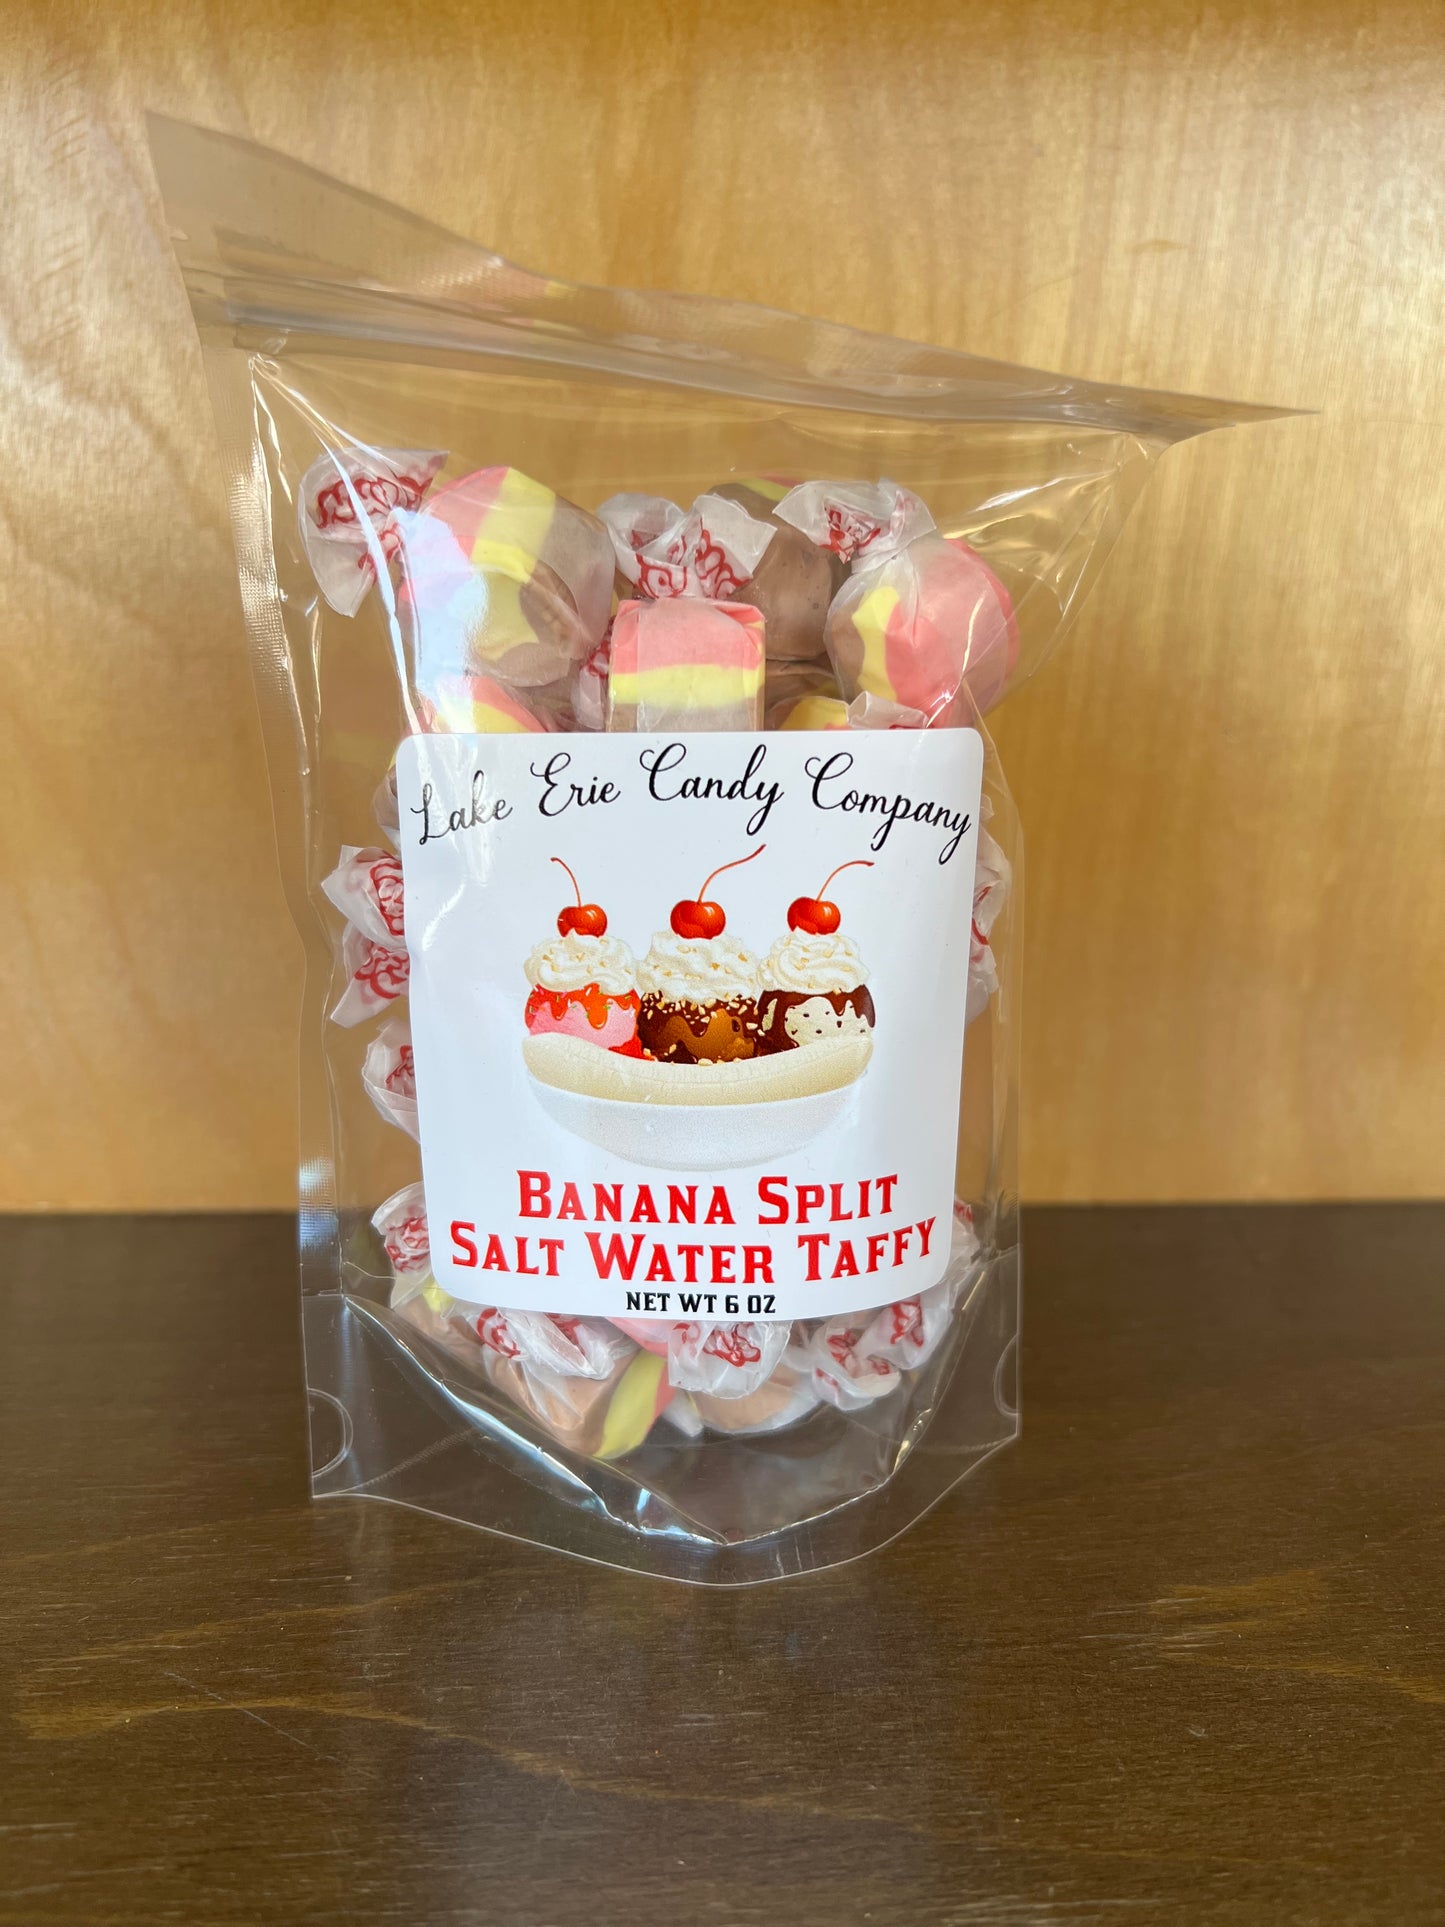 Lake Erie Candy Company
BANANA SPLIT
SALT WATER TAFFY
NET WT 6 OZ